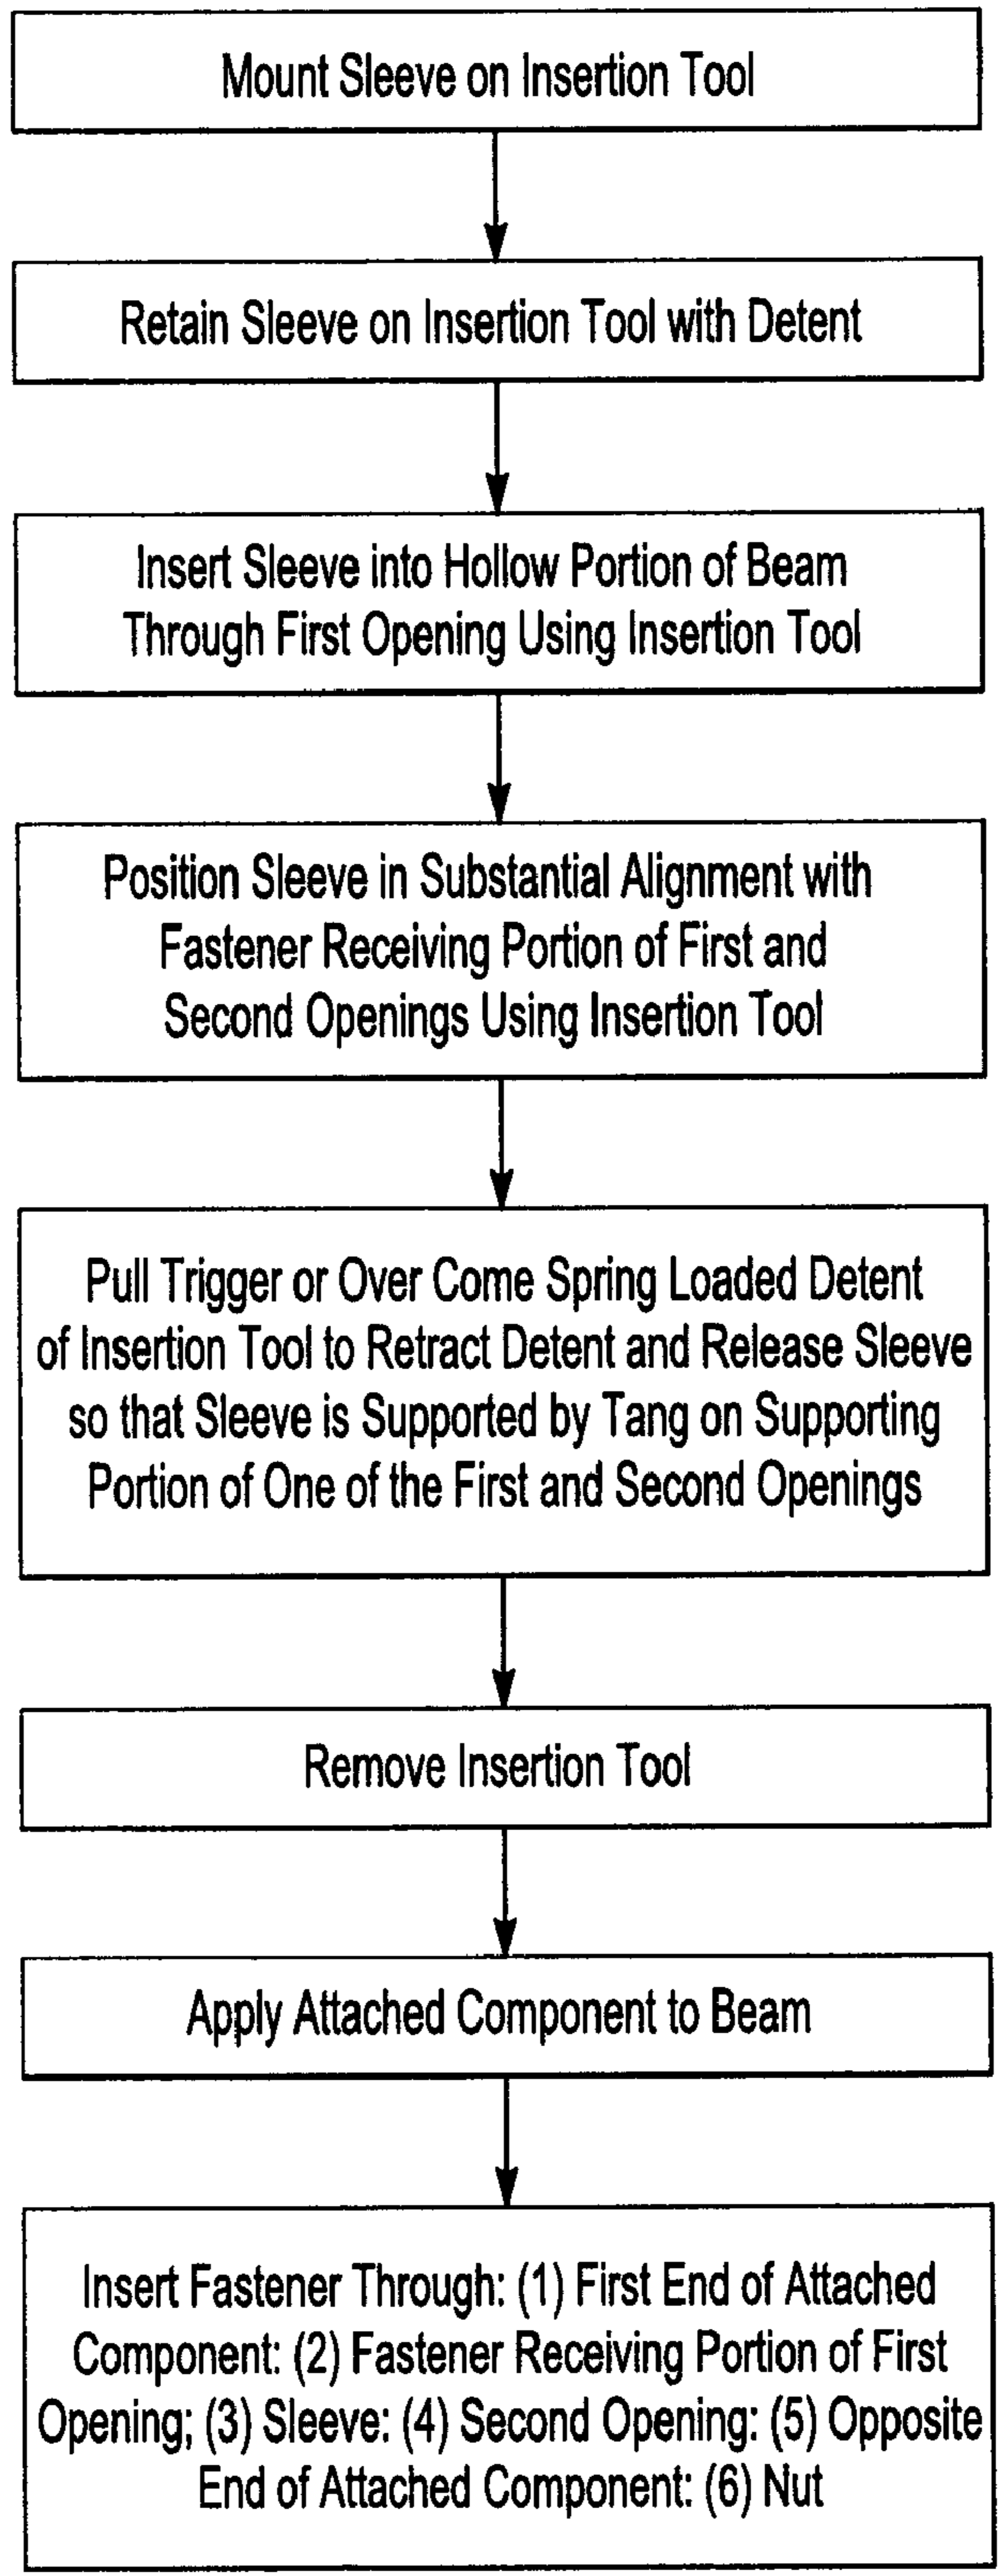 Mount Sleeve on Insertion Tool
Retain Sleeve on Insertion Tool with Detent
Insert Sleeve into Hollow Portion of Beam
Through First Opening Using Insertion Tool
Position Sleeve in Substantial Alignment with
Fastener Receiving Portion of First and
Second Openings Using Insertion Tool
Pull Trigger or Over Come Spring Loaded Detent
of Insertion Tool to Retract Detent and Release Sleeve
so that Sleeve is Supported by Tang on Supporting
Portion of One of the First and Second Openings
Remove Insertion Tool
Apply Attached Component to Beam
Insert Fastener Through: (1) First End of Attached
Component: (2) Fastener Receiving Portion of First
Opening; (3) Sleeve: (4) Second Opening: (5) Opposite
End of Attached Component: (6) Nut